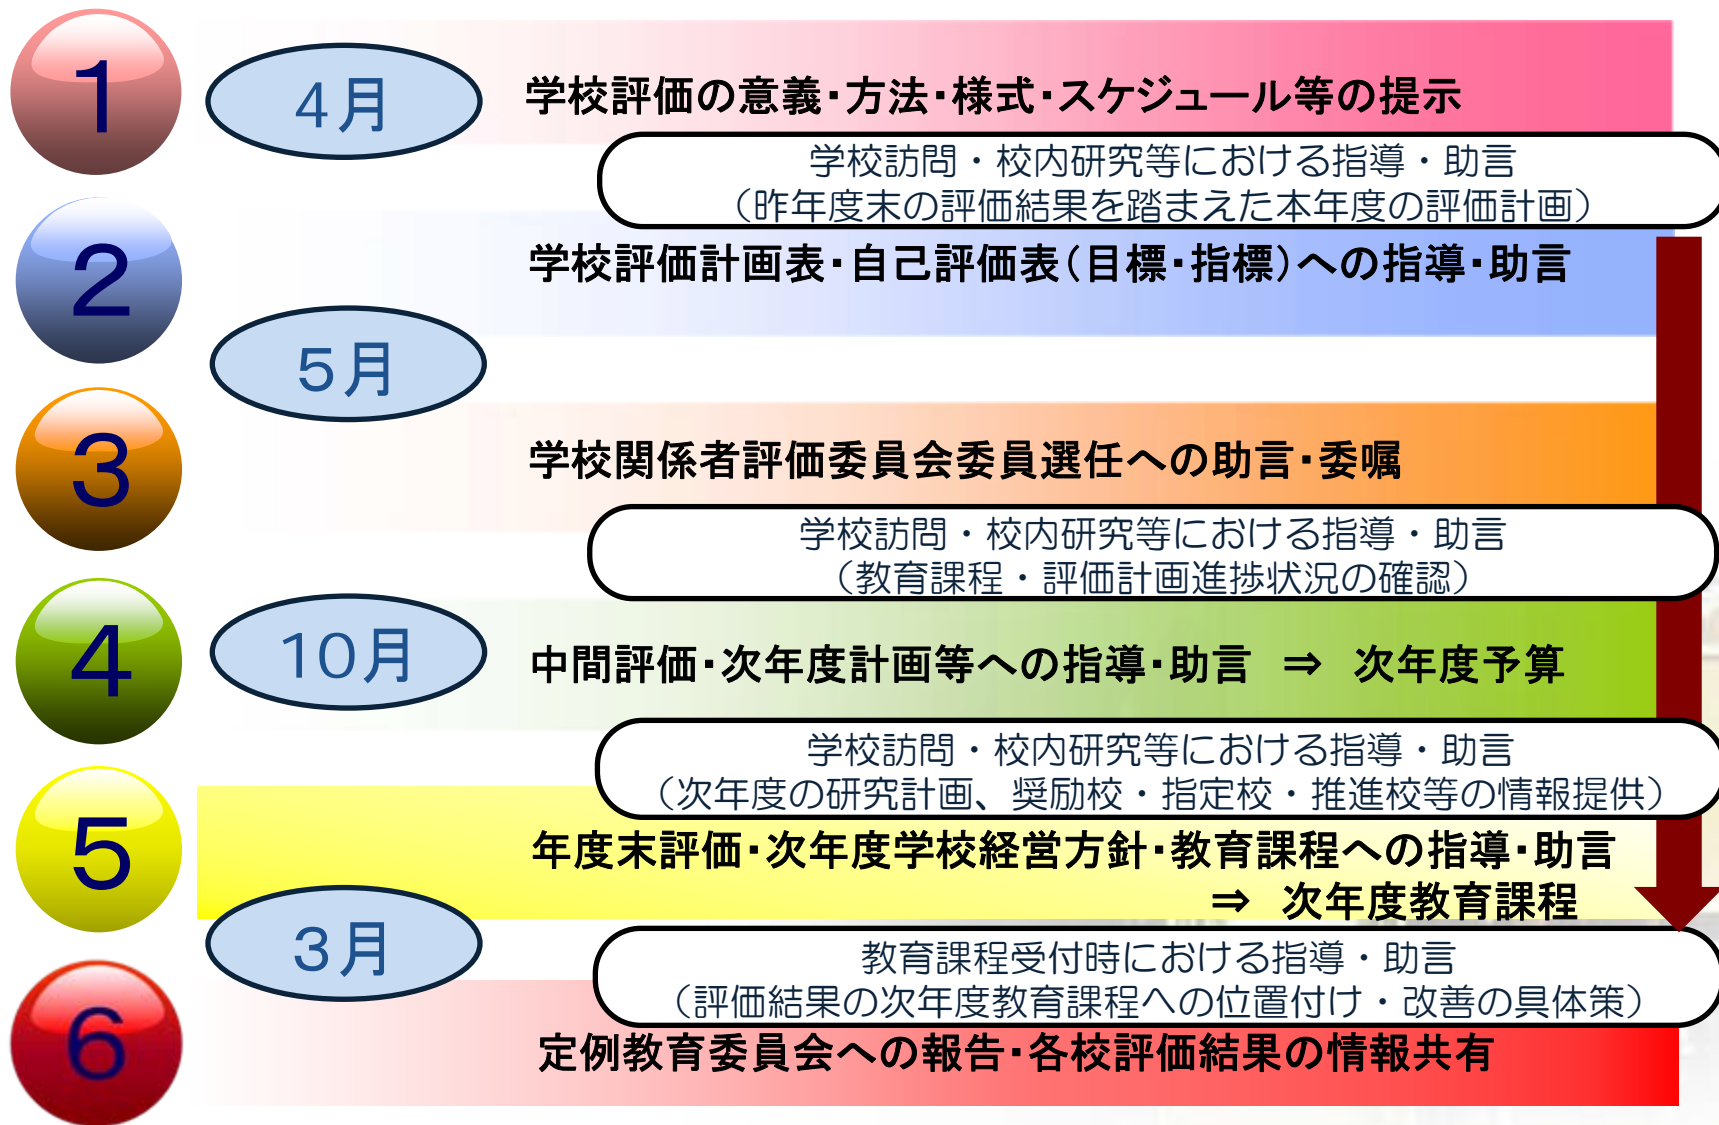 1
4月
学校評価の意義・方法・様式・スケジュール等の提示
学校訪問・校内研究等における指導・助言
（昨年度末の評価結果を踏まえた本年度の評価計画）
2
学校評価計画表・自己評価表（目標・指標）への指導・助言
5月
3
学校関係者評価委員会委員選任への助言・委嘱
学校訪問・校内研究等における指導・助言
（教育課程・評価計画進捗状況の確認）
4
10月
中間評価・次年度計画等への指導・助言 ⇒ 次年度予算
学校訪問・校内研究等における指導・助言
（次年度の研究計画、奨励校・指定校・推進校等の情報提供）
5
年度末評価・次年度学校経営方針・教育課程への指導・助言
⇒ 次年度教育課程
3月
教育課程受付時における指導・助言
（評価結果の次年度教育課程への位置付け・改善の具体策）
6
定例教育委員会への報告・各校評価結果の情報共有